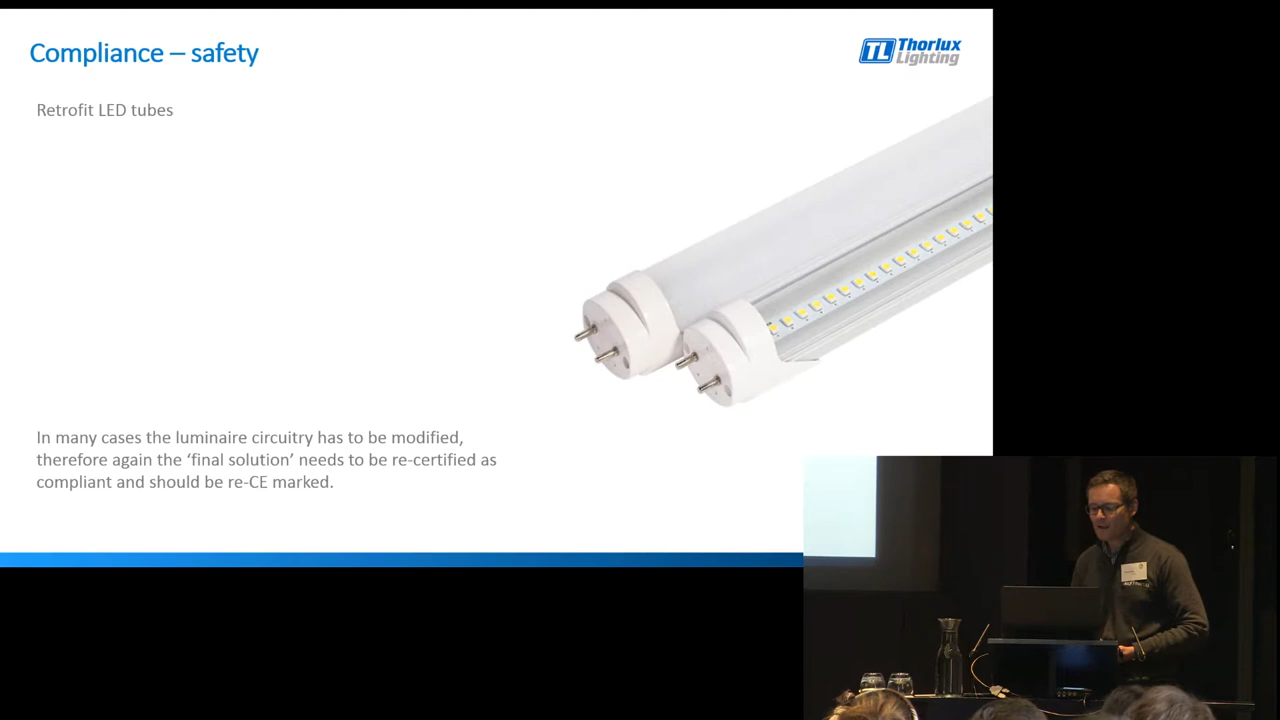 Compliance – safety
TL Thorlux
Lighting
Retrofit LED tubes
In many cases the luminaire circuitry has to be modified,
therefore again the ‘final solution’ needs to be re-certified as
compliant and should be re-CE marked.